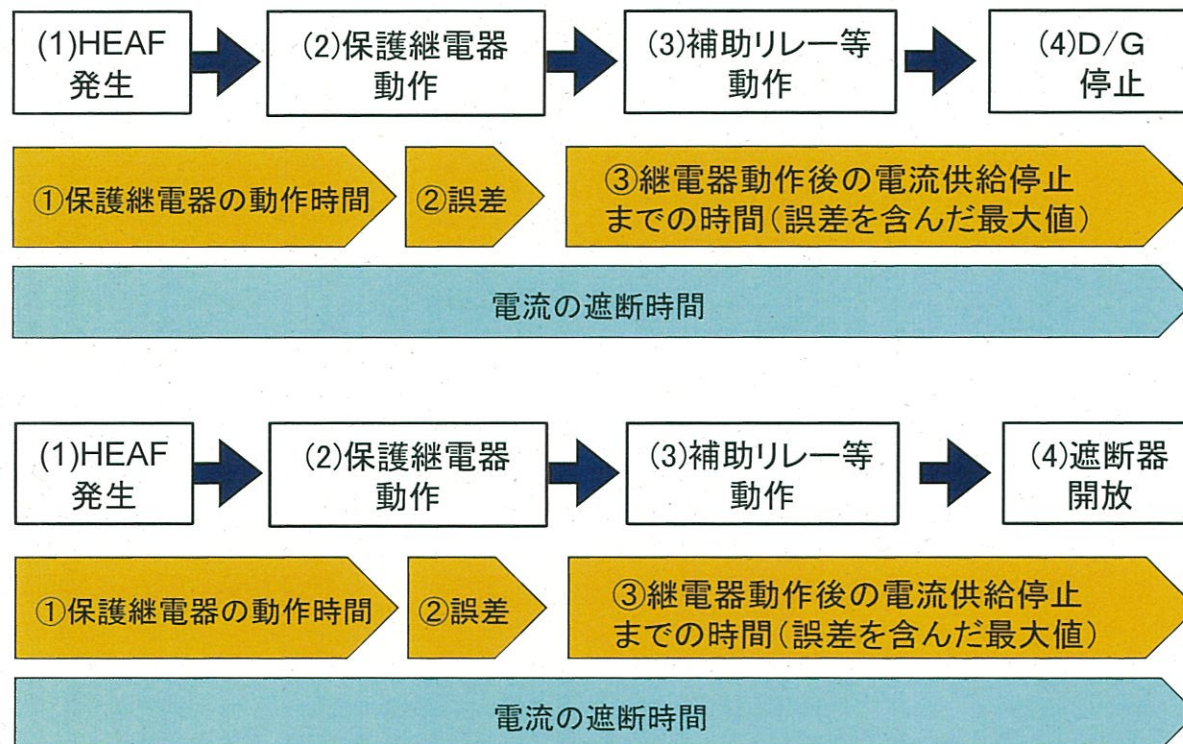 (1)HEAF
発生
(2)保護継電器
動作
(3)補助リレー等
動作
(4)D/G
停止
①保護継電器の動作時間
②誤差
③継電器動作後の電流供給停止
までの時間(誤差を含んだ最大値)
電流の遮断時間
(1)HEAF
発生
(2)保護継電器
動作
(3)補助リレー等
動作
(4)遮断器
開放
①保護継電器の動作時間
②誤差
③継電器動作後の電流供給停止
までの時間(誤差を含んだ最大値)
電流の遮断時間